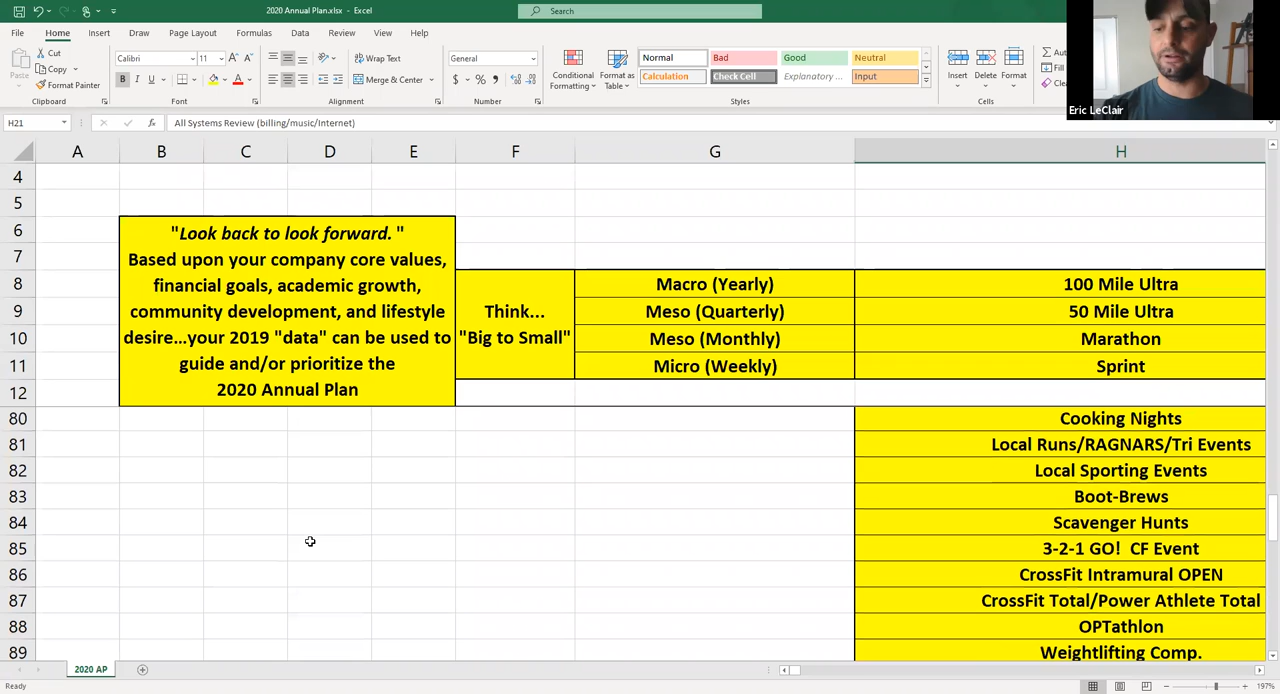 2020 Annual Plan.xlsx - Excel
Search
File Home Insert Draw Page Layout Formulas Data Review View Help
Paste
Cut
Copy
Format Painter
Clipboard
Calibri 11
B I U
Font
Wrap Text
Merge & Center
Alignment
General
Number
Conditional Formatting
Format as Table
Normal Bad Good Neutral
Calculation Check Cell Explanatory ... Input
Styles
Insert Delete Format
Cells
Fill
Eric LeClair
H21 fx All Systems Review (billing/music/Internet)
A B C D E F G H
4
5
6
7
8
9
10
11
12
80
81
82
83
84
85
86
87
88
89
"Look back to look forward. "
Based upon your company core values,
financial goals, academic growth,
community development, and lifestyle
desire...your 2019 "data" can be used to
guide and/or prioritize the
2020 Annual Plan
Think...
"Big to Small"
Macro (Yearly) 100 Mile Ultra
Meso (Quarterly) 50 Mile Ultra
Meso (Monthly) Marathon
Micro (Weekly) Sprint
Cooking Nights
Local Runs/RAGNARS/Tri Events
Local Sporting Events
Boot-Brews
Scavenger Hunts
3-2-1 GO! CF Event
CrossFit Intramural OPEN
CrossFit Total/Power Athlete Total
OPTathlon
Weightlifting Comp.
2020 AP
Ready
197%